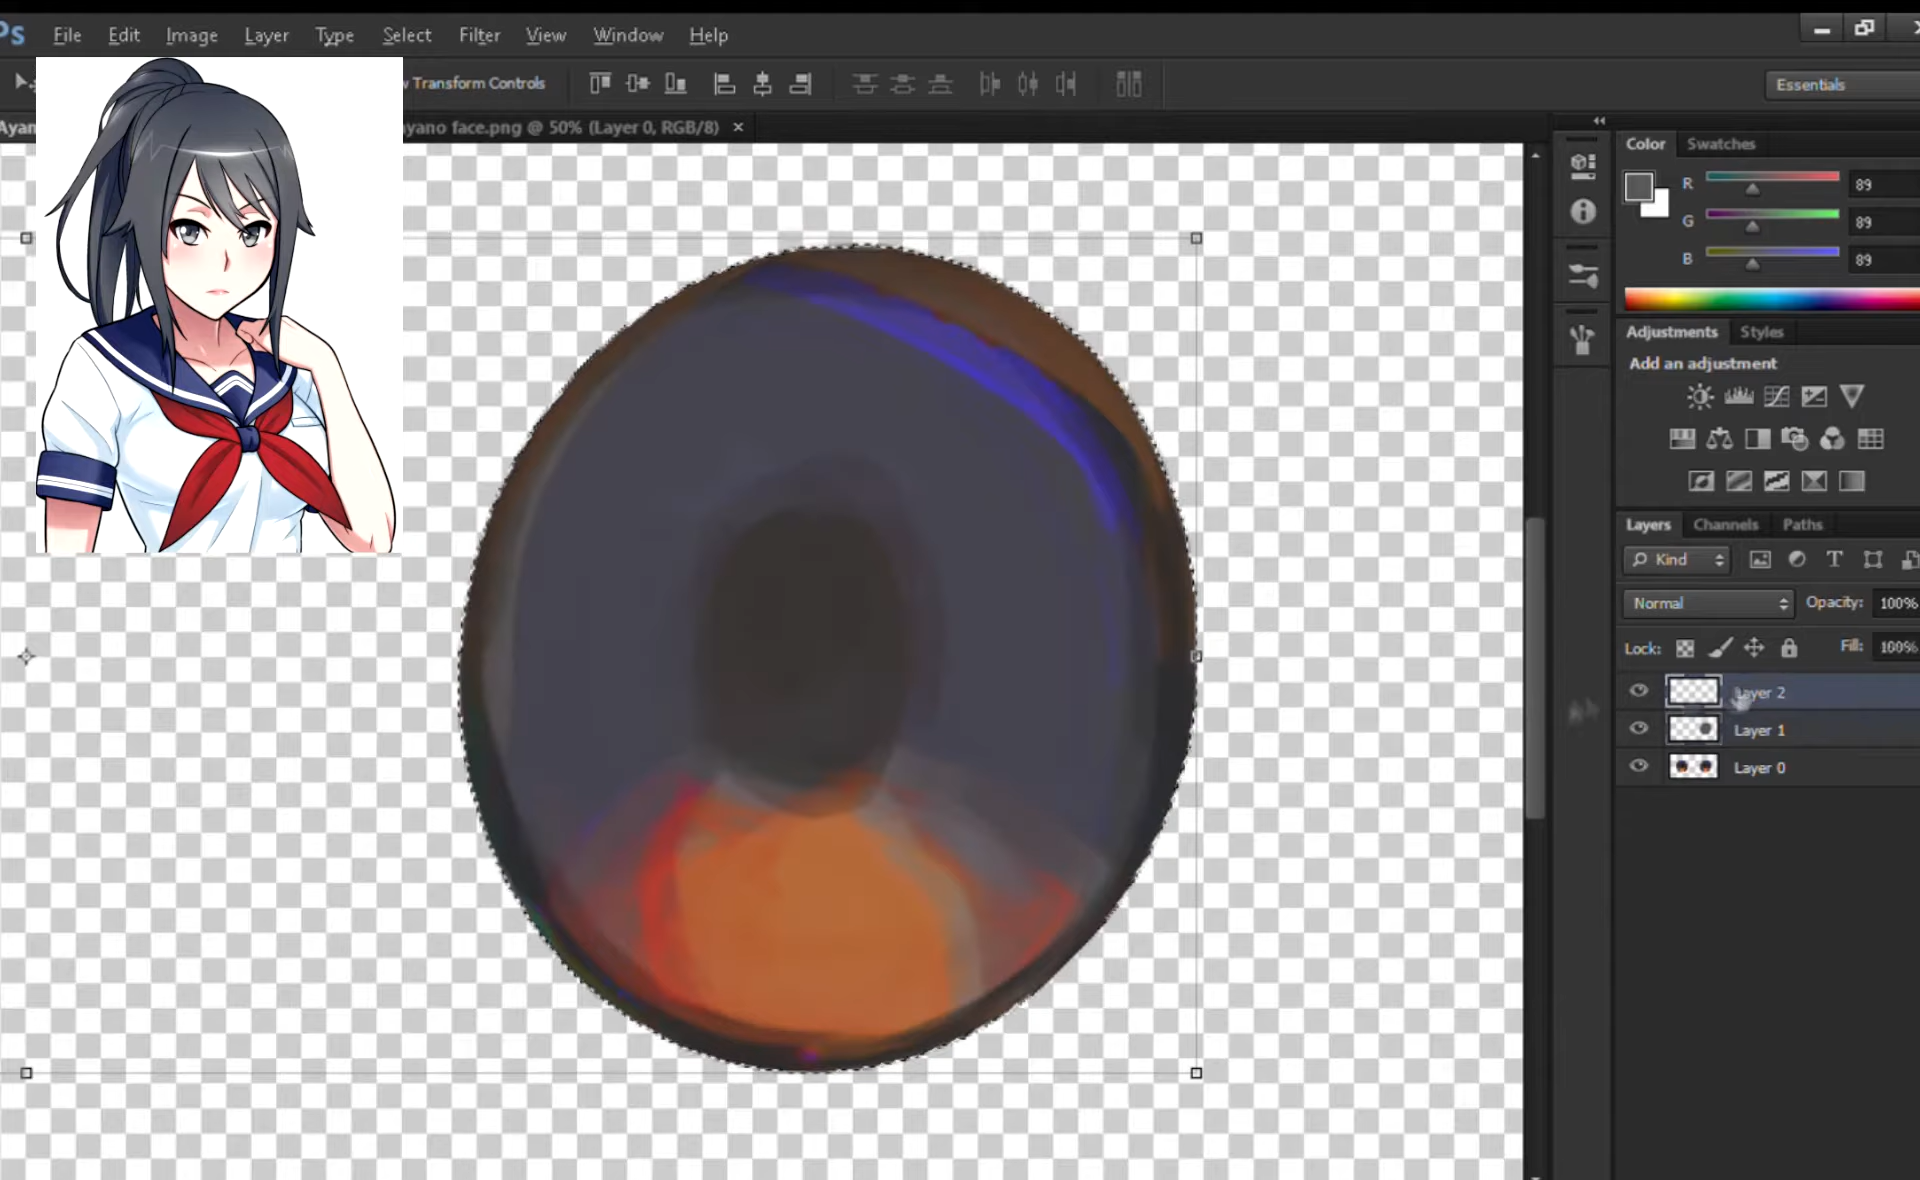 Ps File Edit Image Layer Type Select Filter View Window Help
Transform Controls
Essentials
yano face.png @ 50% (Layer 0, RGB/8) ×
Color Swatches
R 89
G 89
B 89
Adjustments Styles
Add an adjustment
Layers Channels Paths
Kind
Normal Opacity: 100%
Lock: Fill: 100%
Layer 2
Layer 1
Layer 0